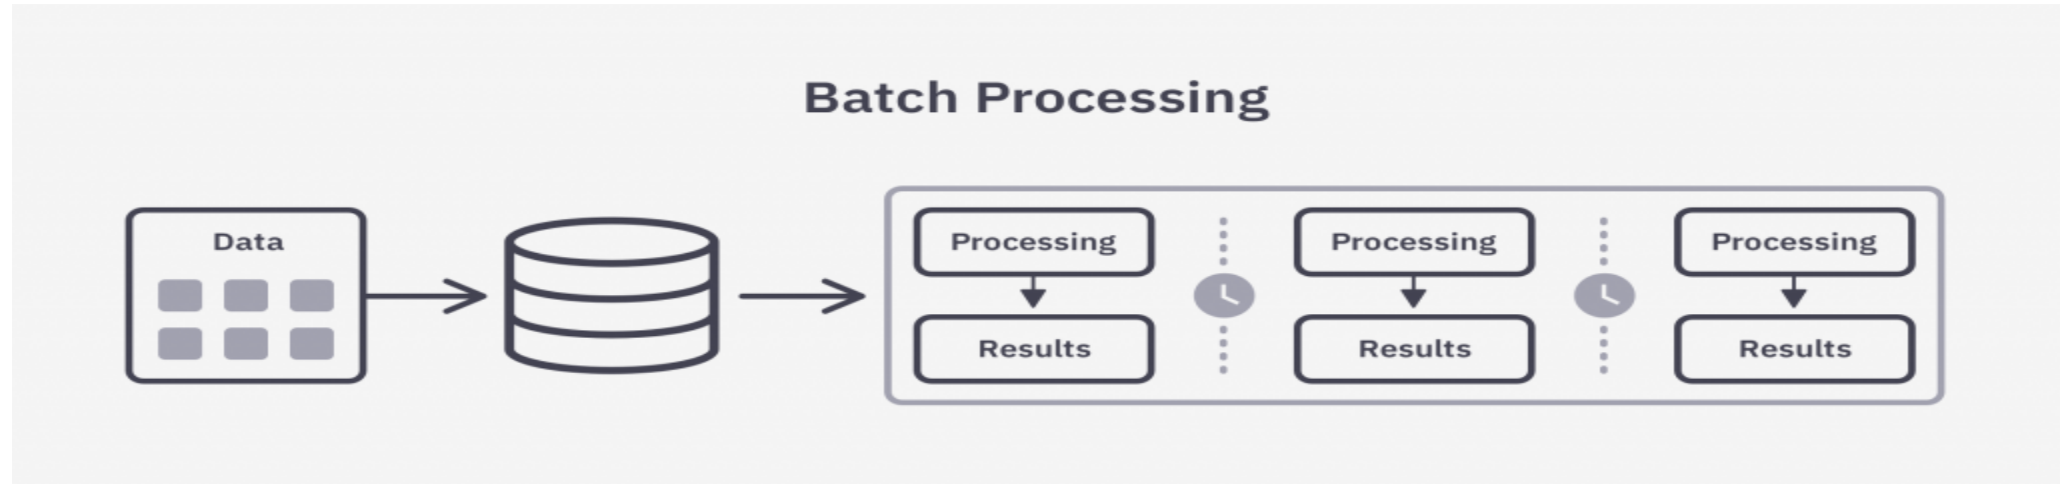 Batch Processing
Data
Processing
Processing
Processing
Results
Results
Results